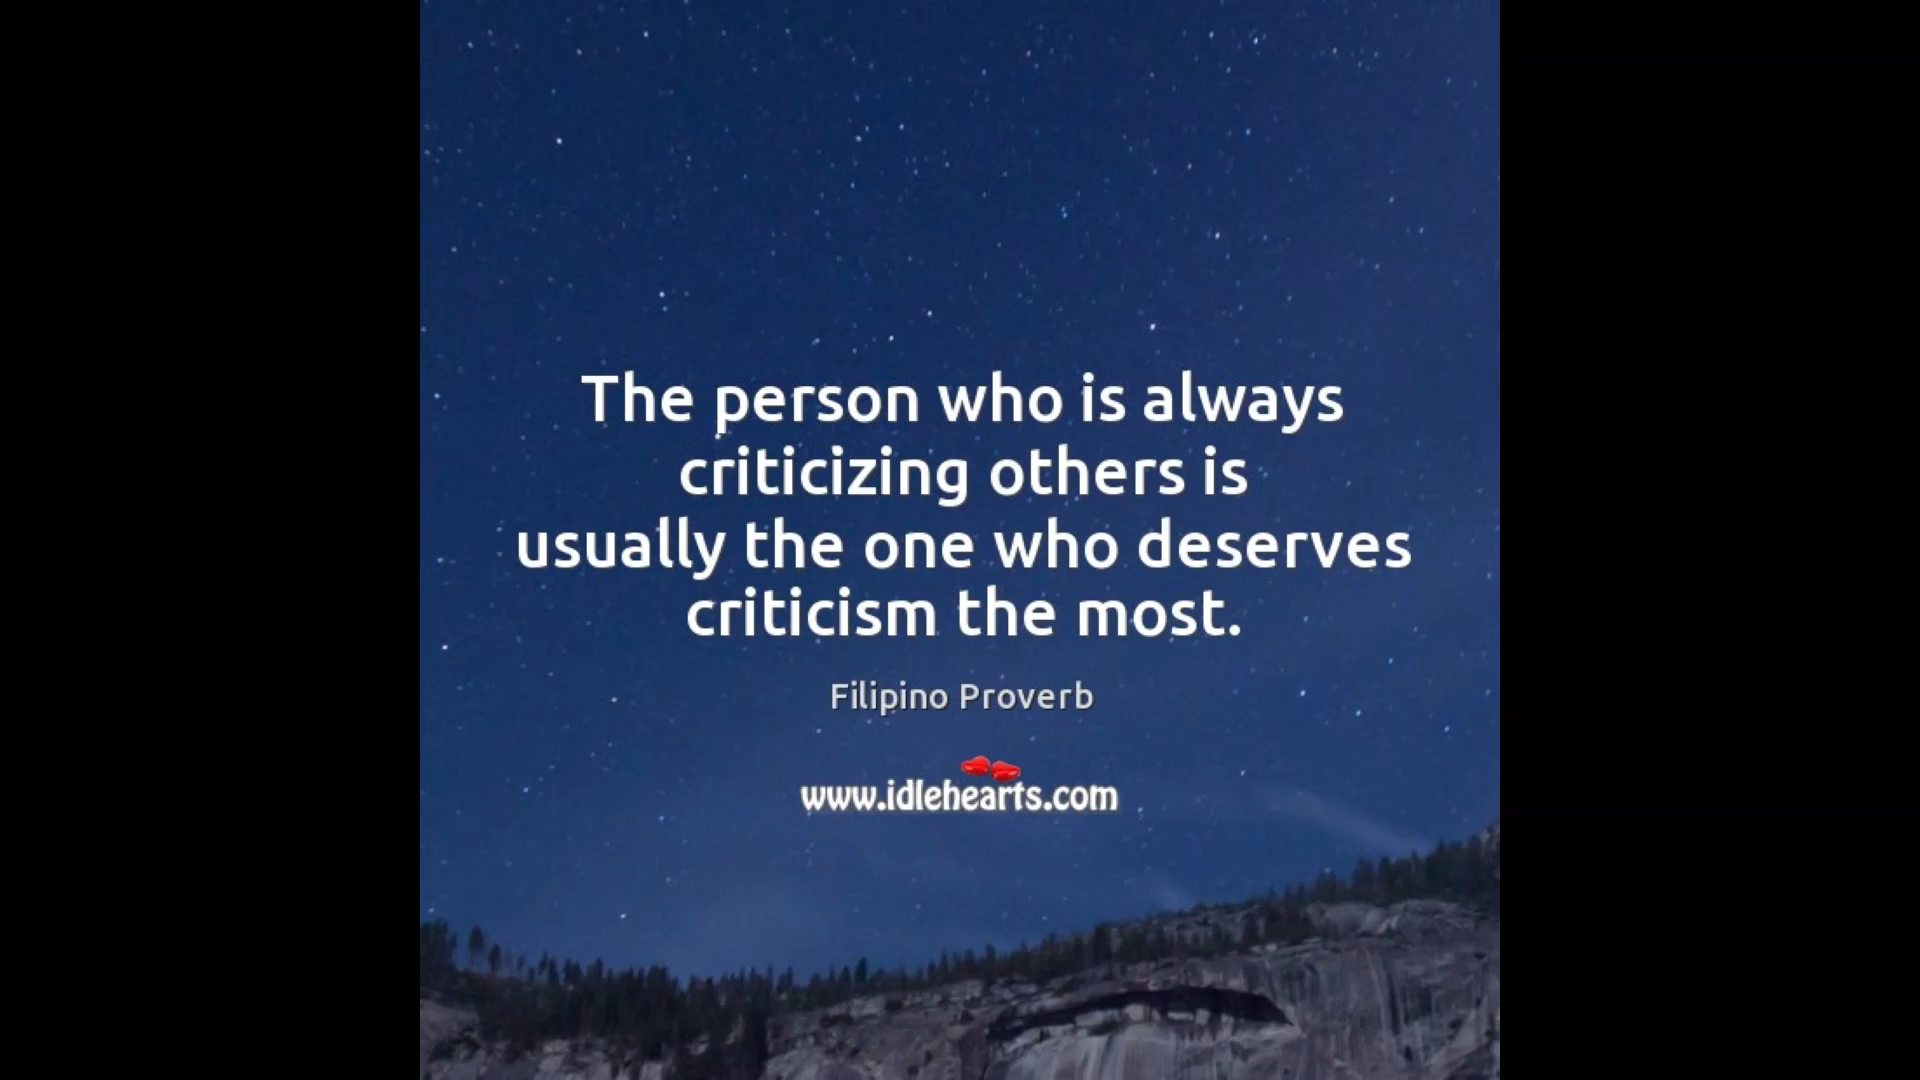 The person who is always
criticizing others is
usually the one who deserves
criticism the most.
Filipino Proverb
www.idlehearts.com